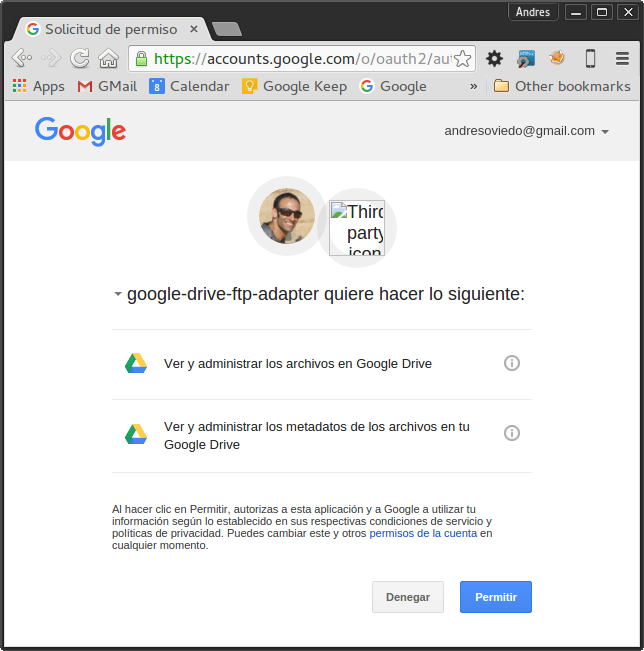 Andres
Solicitud de permiso
https://accounts.google.com/o/oauth2/au
Apps GMail 8 Calendar Google Keep Google » Other bookmarks
Google
andresoviedo@gmail.com
Third
party
icon
google-drive-ftp-adapter quiere hacer lo siguiente:
Ver y administrar los archivos en Google Drive
Ver y administrar los metadatos de los archivos en tu
Google Drive
Al hacer clic en Permitir, autorizas a esta aplicación y a Google a utilizar tu
información según lo establecido en sus respectivas condiciones de servicio y
políticas de privacidad. Puedes cambiar este y otros permisos de la cuenta en
cualquier momento.
Denegar Permitir